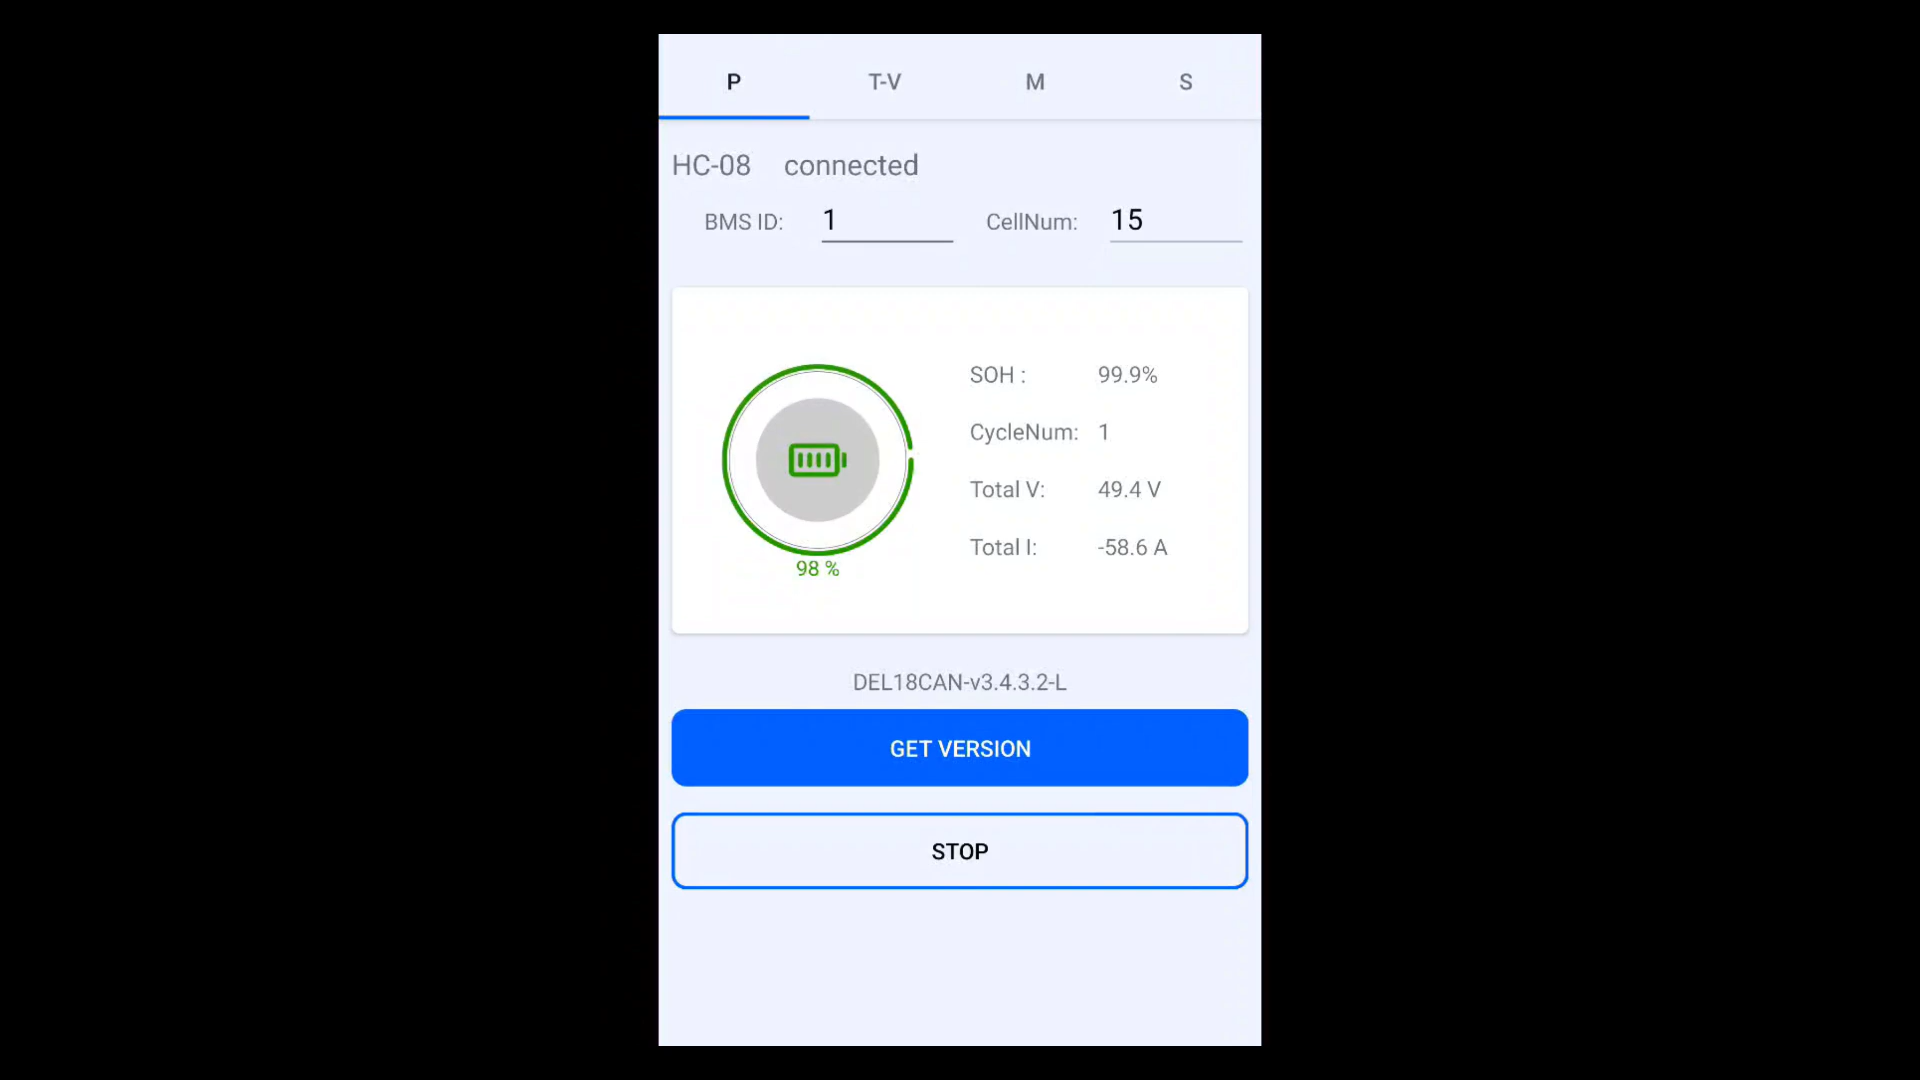 P T-V M S
HC-08 connected
BMS ID: 1 CellNum: 15
SOH : 99.9%
CycleNum: 1
Total V: 49.4 V
Total I: -58.6 A
98 %
DEL18CAN-v3.4.3.2-L
GET VERSION
STOP